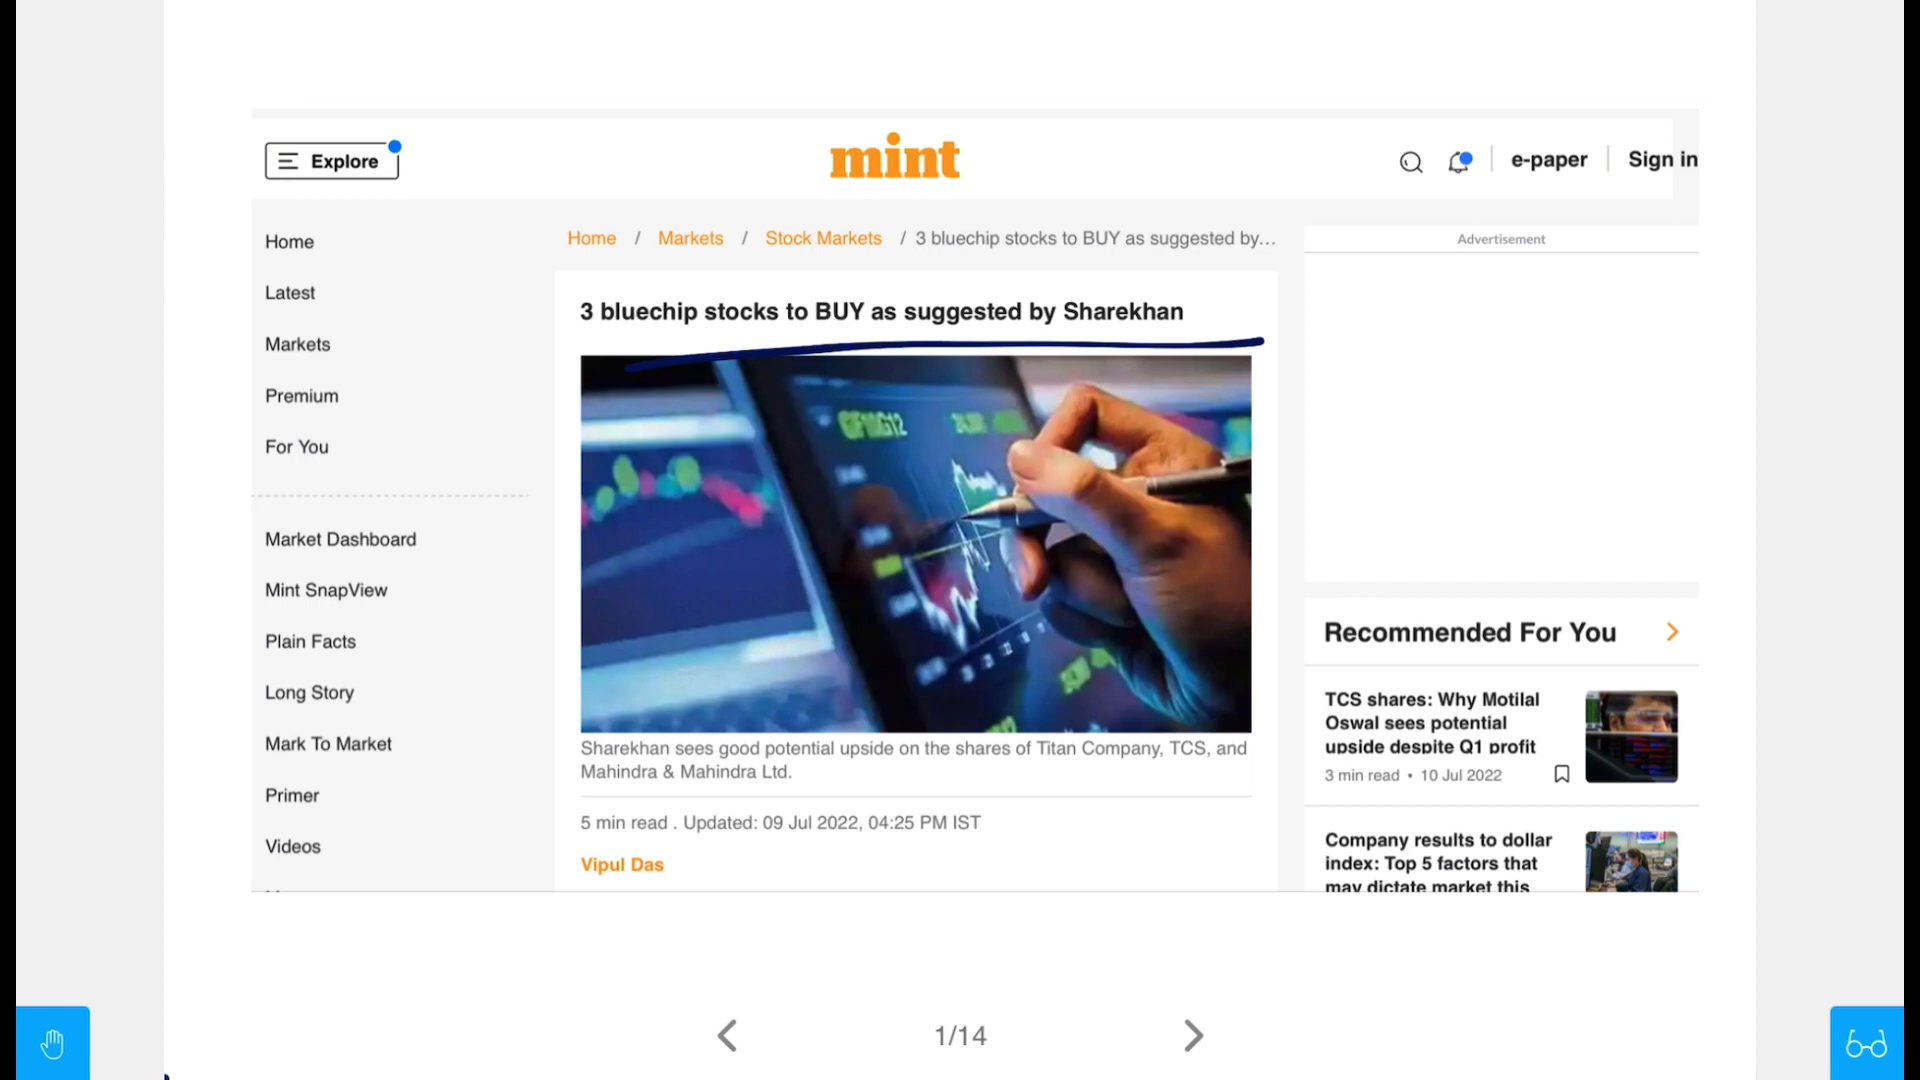 Explore
mint
e-paper
Sign in
Home
Latest
Markets
Premium
For You
Market Dashboard
Mint SnapView
Plain Facts
Long Story
Mark To Market
Primer
Videos
Home / Markets / Stock Markets / 3 bluechip stocks to BUY as suggested by...
3 bluechip stocks to BUY as suggested by Sharekhan
Sharekhan sees good potential upside on the shares of Titan Company, TCS, and
Mahindra & Mahindra Ltd.
5 min read . Updated: 09 Jul 2022, 04:25 PM IST
Vipul Das
Advertisement
Recommended For You
TCS shares: Why Motilal
Oswal sees potential
upside despite Q1 profit
3 min read • 10 Jul 2022
Company results to dollar
index: Top 5 factors that
may dictate market this
1/14